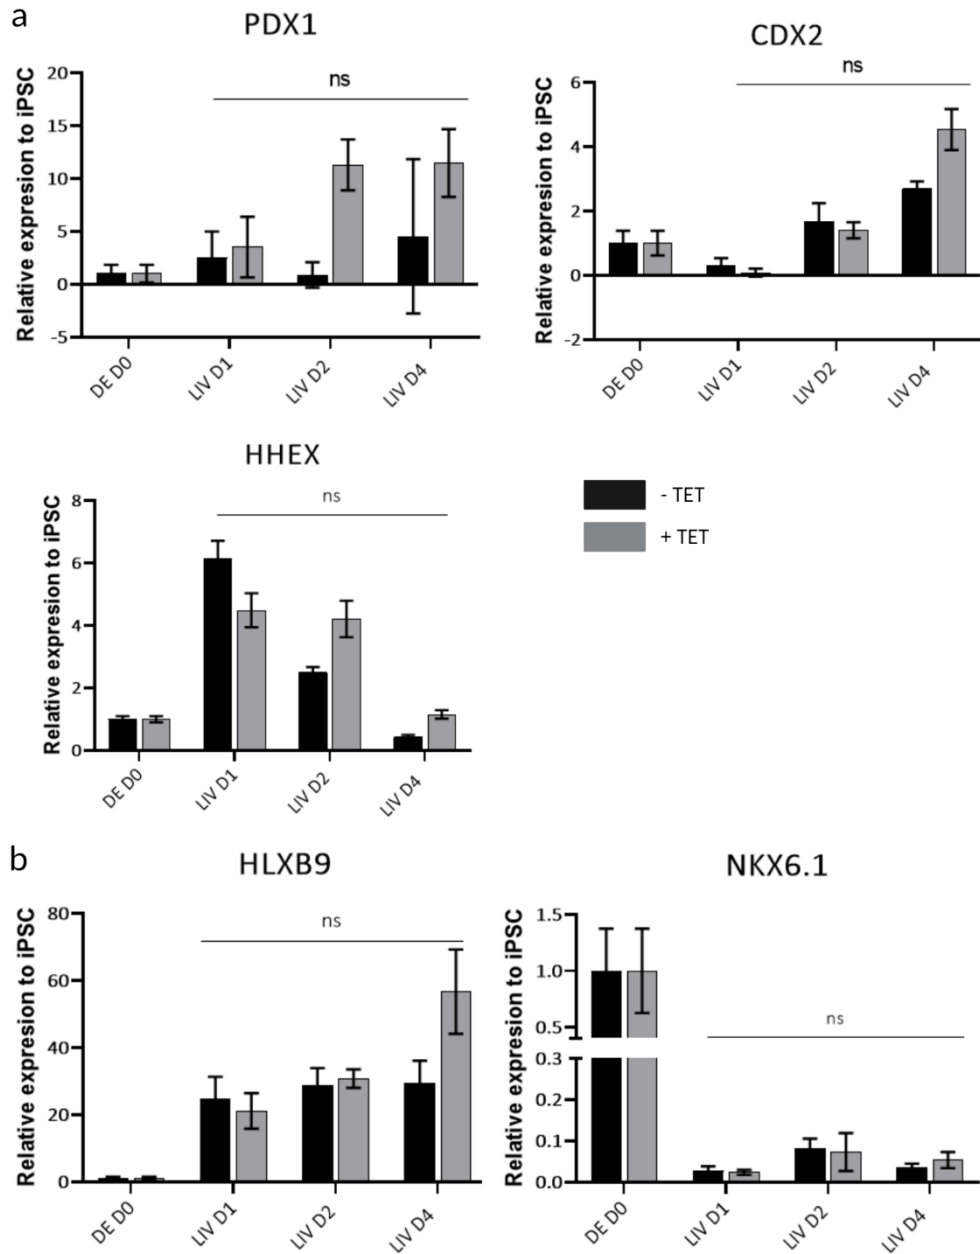 a
PDX1
Relative expresion to iPSC
20
15
10
5
0
-5
ns
DE D0
LIV D1
LIV D2
LIV D4
CDX2
Relative expresion to iPSC
6
4
2
0
-2
ns
DE D0
LIV D1
LIV D2
LIV D4
HHEX
Relative expresion to iPSC
8
6
4
2
0
ns
DE D0
LIV D1
LIV D2
LIV D4
- TET
+ TET
b
HLXB9
Relative expresion to iPSC
80
60
40
20
0
ns
DE D0
LIV D1
LIV D2
LIV D4
NKX6.1
Relative expresion to iPSC
1.5
1.0
0.5
0.3
0.2
0.1
0.0
ns
DE D0
LIV D1
LIV D2
LIV D4